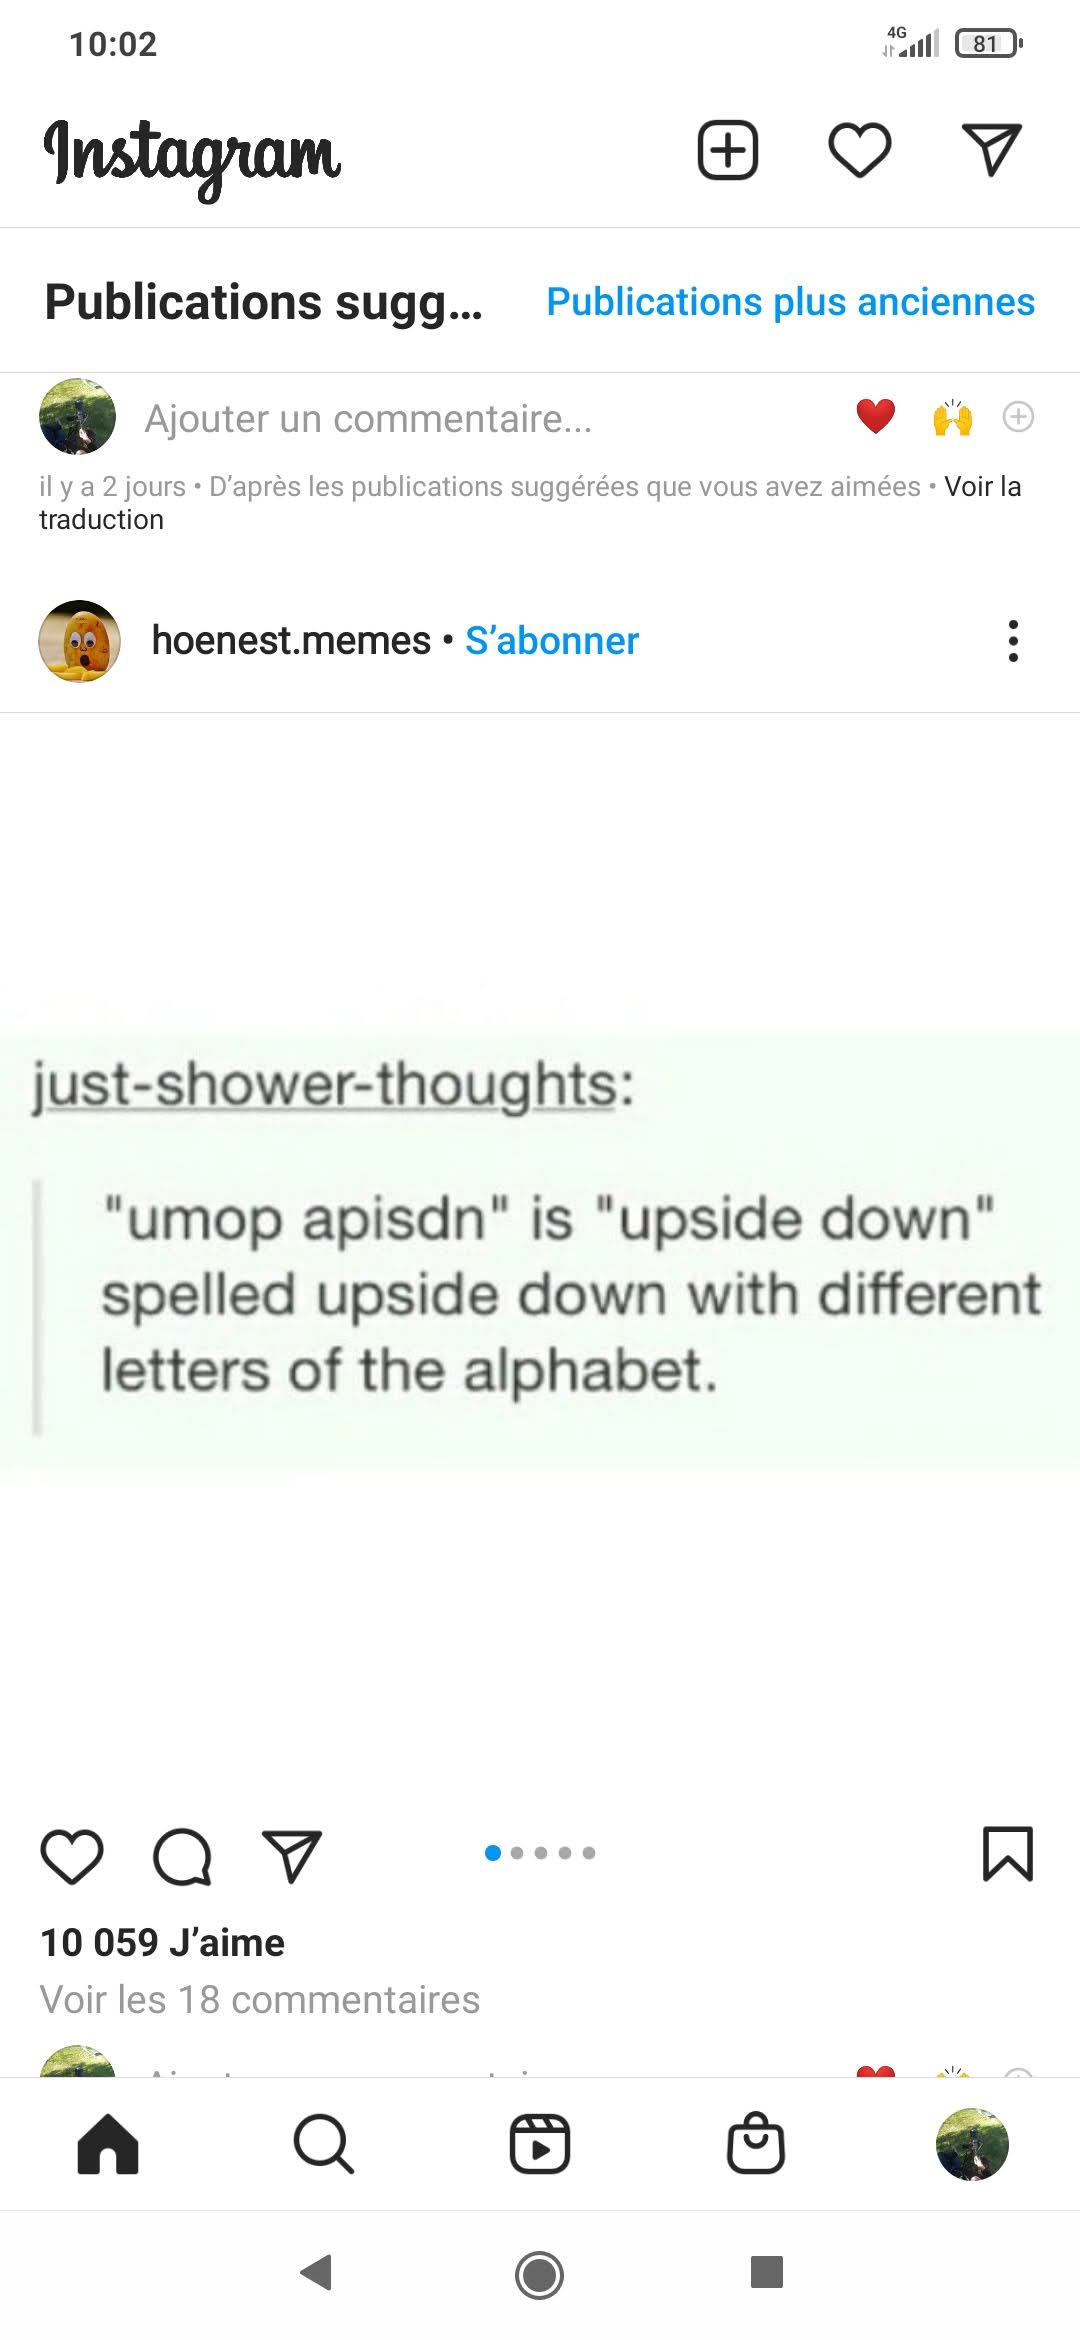 10:02
4G
81
Instagram
Publications sugg... Publications plus anciennes
Ajouter un commentaire...
il y a 2 jours • D’après les publications suggérées que vous avez aimées • Voir la
traduction
hoenest.memes • S’abonner
just-shower-thoughts:
"umop apisdn" is "upside down"
spelled upside down with different
letters of the alphabet.
10 059 J’aime
Voir les 18 commentaires